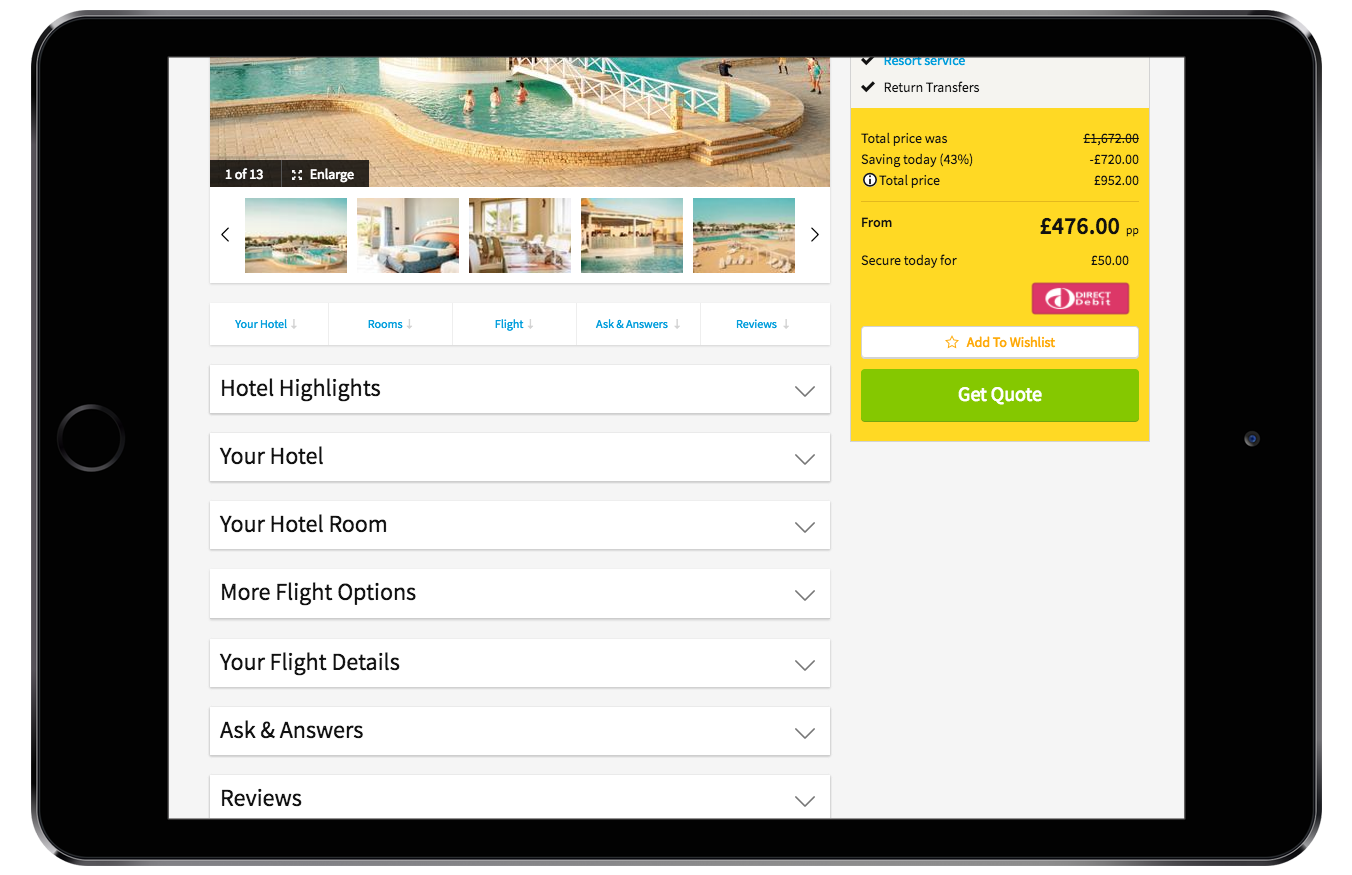 Resort service
Return Transfers
1 of 13 Enlarge
Your Hotel
Rooms
Flight
Ask & Answers
Reviews
Hotel Highlights
Your Hotel
Your Hotel Room
More Flight Options
Your Flight Details
Ask & Answers
Reviews
Total price was £1,672.00
Saving today (43%) -£720.00
Total price £952.00
From £476.00 pp
Secure today for £50.00
DIRECT
Debit
Add To Wishlist
Get Quote